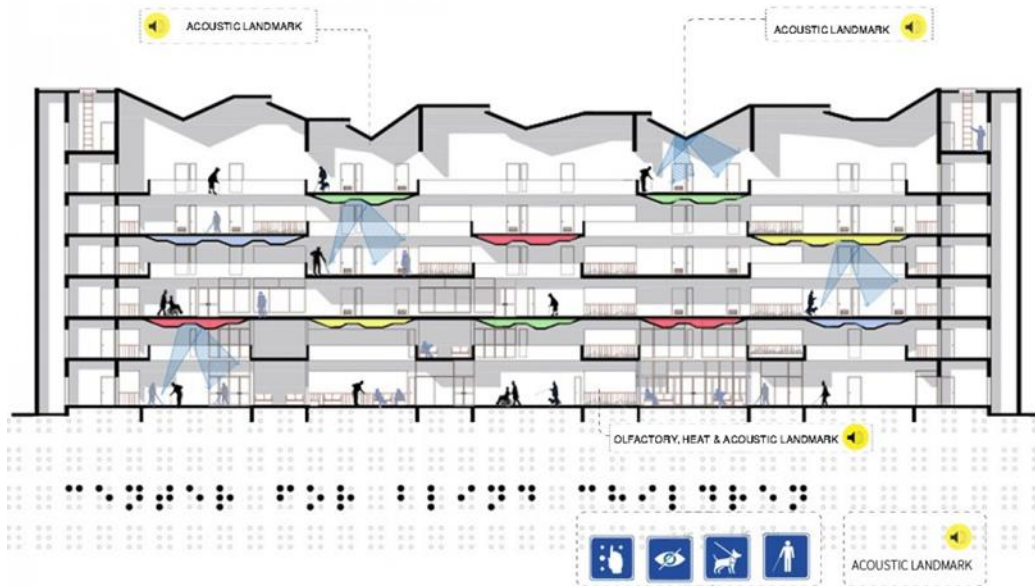 ACOUSTIC LANDMARK
ACOUSTIC LANDMARK
OLFACTORY, HEAT & ACOUSTIC LANDMARK
⠉⠑⠝⠞⠑⠗ ⠋⠕⠗ ⠃⠇⠊⠝⠙ ⠉⠓⠊⠇⠙⠗⠑⠝
ACOUSTIC LANDMARK